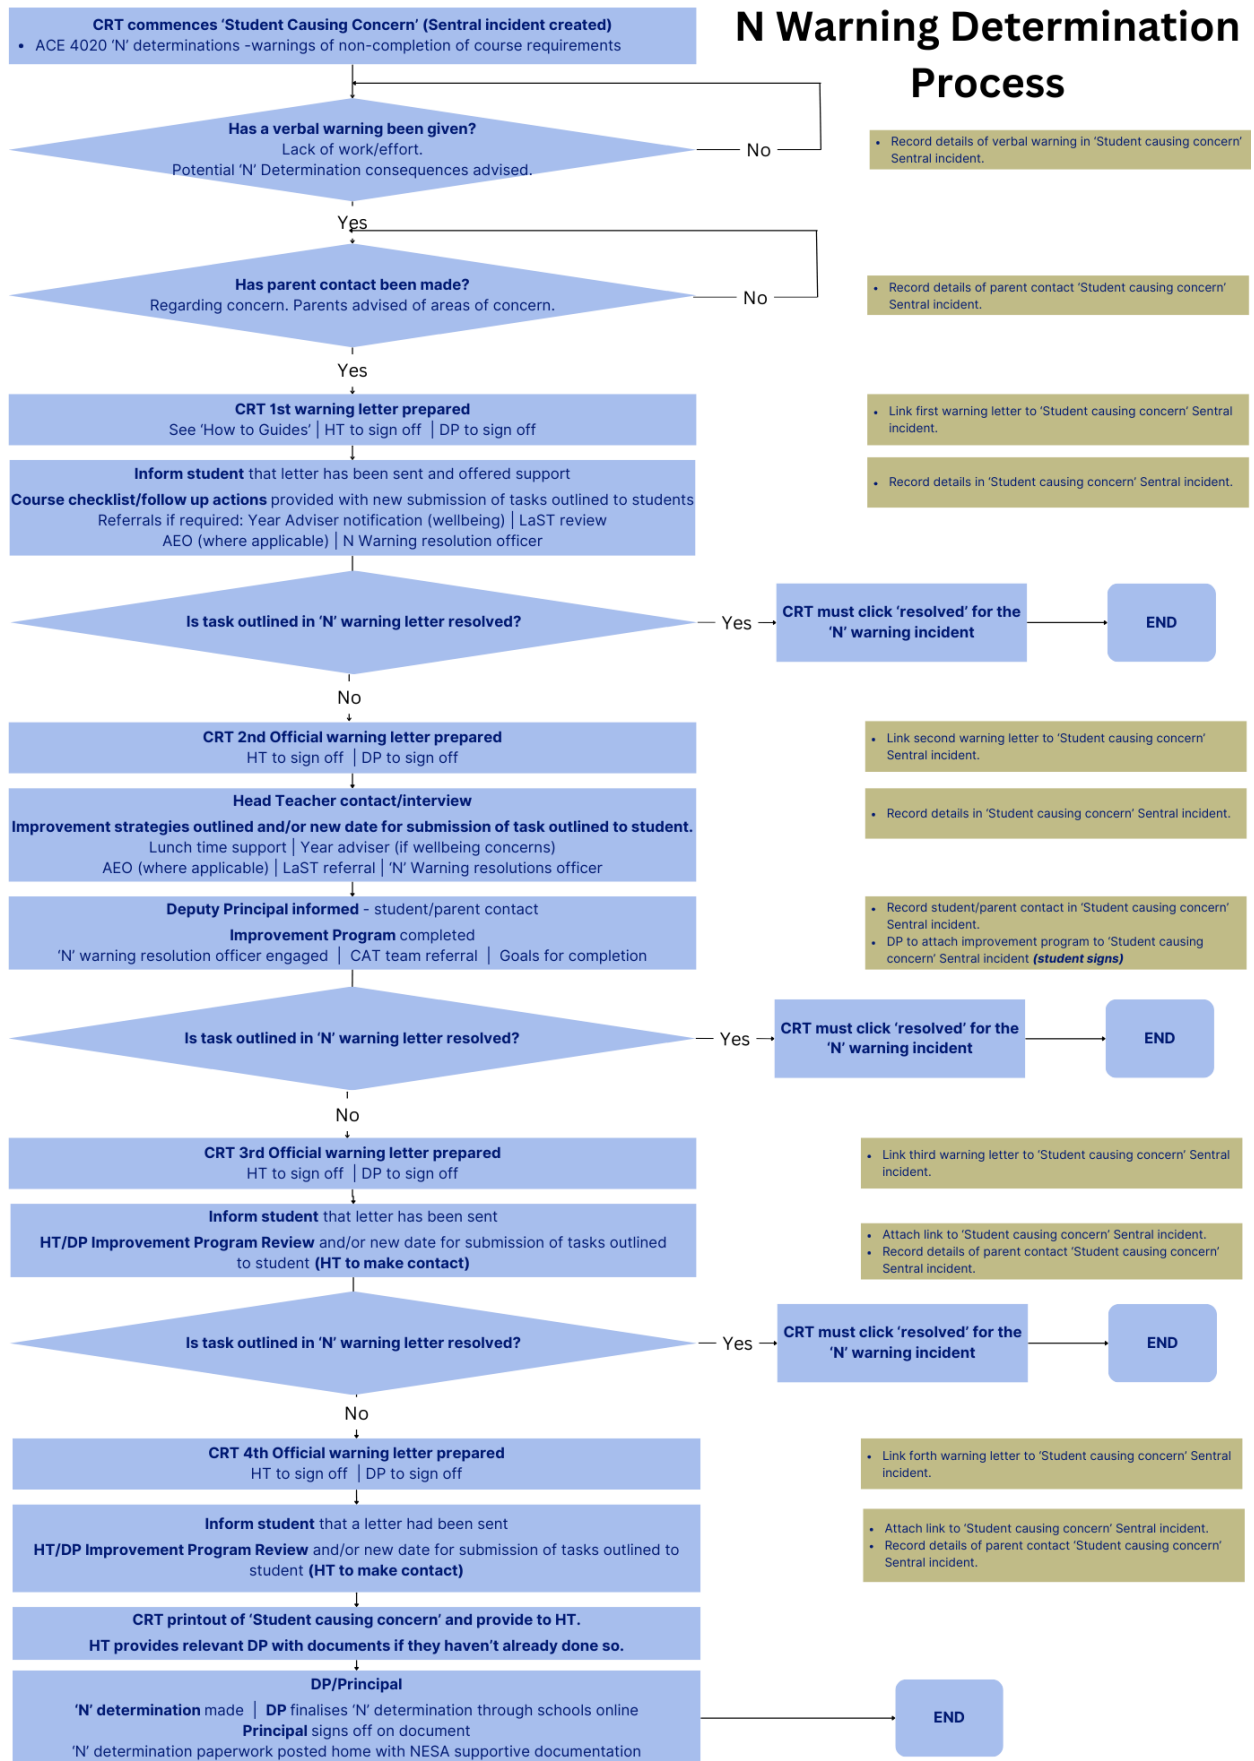 N Warning Determination
Process
CRT commences ‘Student Causing Concern’ (Sentral incident created)
• ACE 4020 ‘N’ determinations -warnings of non-completion of course requirements
Has a verbal warning been given?
Lack of work/effort.
Potential ‘N’ Determination consequences advised.
No
• Record details of verbal warning in ‘Student causing concern’
Sentral incident.
Yes
Has parent contact been made?
Regarding concern. Parents advised of areas of concern.
No
• Record details of parent contact ‘Student causing concern’
Sentral incident.
Yes
CRT 1st warning letter prepared
See ‘How to Guides’ | HT to sign off | DP to sign off
• Link first warning letter to ‘Student causing concern’ Sentral
incident.
Inform student that letter has been sent and offered support
Course checklist/follow up actions provided with new submission of tasks outlined to students
Referrals if required: Year Adviser notification (wellbeing) | LaST review
AEO (where applicable) | N Warning resolution officer
• Record details in ‘Student causing concern’ Sentral incident.
Is task outlined in ‘N’ warning letter resolved?
Yes
CRT must click ‘resolved’ for the
‘N’ warning incident
END
No
CRT 2nd Official warning letter prepared
HT to sign off | DP to sign off
• Link second warning letter to ‘Student causing concern’
Sentral incident.
Head Teacher contact/interview
Improvement strategies outlined and/or new date for submission of task outlined to student.
Lunch time support | Year adviser (if wellbeing concerns)
AEO (where applicable) | LaST referral | ‘N’ Warning resolutions officer
• Record details in ‘Student causing concern’ Sentral incident.
Deputy Principal informed - student/parent contact
Improvement Program completed
‘N’ warning resolution officer engaged | CAT team referral | Goals for completion
• Record student/parent contact in ‘Student causing concern’
Sentral incident.
• DP to attach improvement program to ‘Student causing
concern’ Sentral incident (student signs)
Is task outlined in ‘N’ warning letter resolved?
Yes
CRT must click ‘resolved’ for the
‘N’ warning incident
END
No
CRT 3rd Official warning letter prepared
HT to sign off | DP to sign off
• Link third warning letter to ‘Student causing concern’ Sentral
incident.
Inform student that letter has been sent
HT/DP Improvement Program Review and/or new date for submission of tasks outlined
to student (HT to make contact)
• Attach link to ‘Student causing concern’ Sentral incident.
• Record details of parent contact ‘Student causing concern’
Sentral incident.
Is task outlined in ‘N’ warning letter resolved?
Yes
CRT must click ‘resolved’ for the
‘N’ warning incident
END
No
CRT 4th Official warning letter prepared
HT to sign off | DP to sign off
• Link forth warning letter to ‘Student causing concern’ Sentral
incident.
Inform student that a letter had been sent
HT/DP Improvement Program Review and/or new date for submission of tasks outlined to
student (HT to make contact)
• Attach link to ‘Student causing concern’ Sentral incident.
• Record details of parent contact ‘Student causing concern’
Sentral incident.
CRT printout of ‘Student causing concern’ and provide to HT.
HT provides relevant DP with documents if they haven’t already done so.
DP/Principal
‘N’ determination made | DP finalises ‘N’ determination through schools online
Principal signs off on document
‘N’ determination paperwork posted home with NESA supportive documentation
END